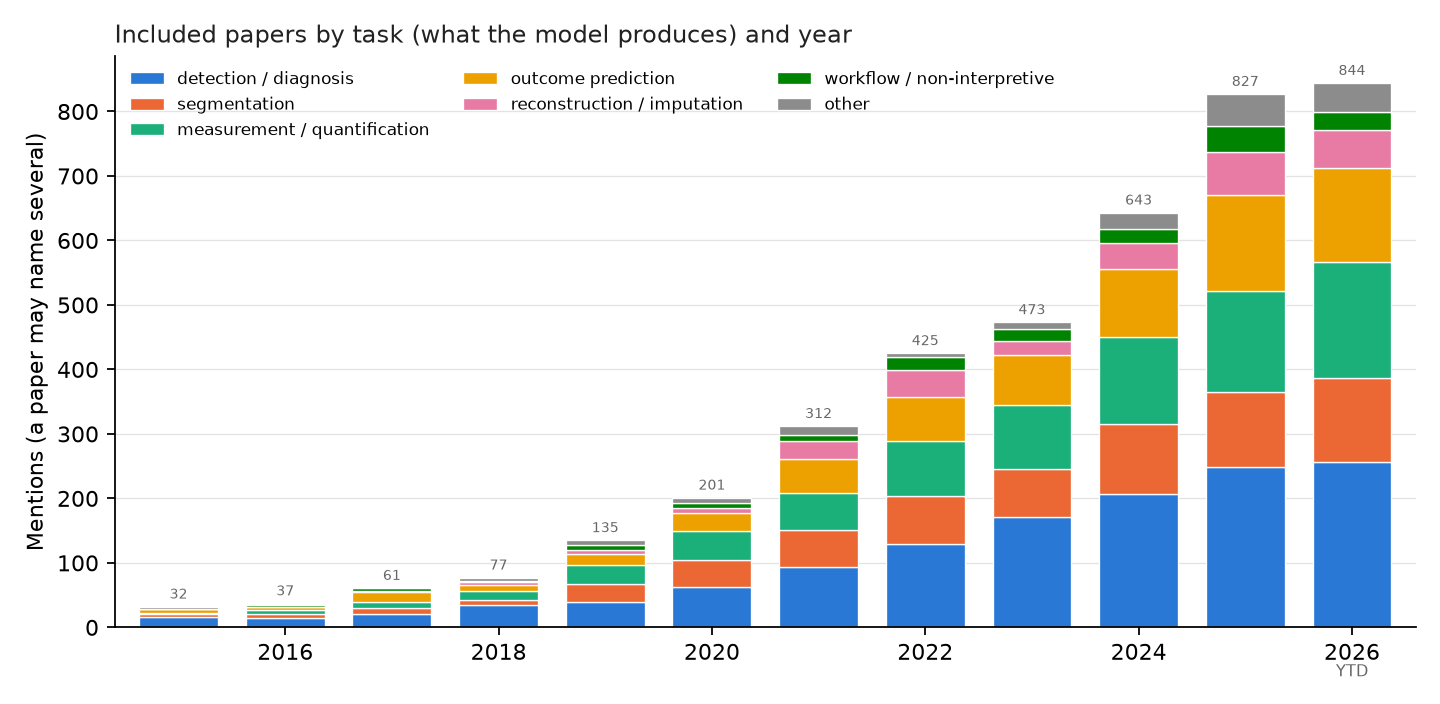 Included papers by task (what the model produces) and year
detection / diagnosis
segmentation
measurement / quantification
outcome prediction
reconstruction / imputation
workflow / non-interpretive
other
Mentions (a paper may name several)
800
700
600
500
400
300
200
100
0
32
37
61
77
135
201
312
425
473
643
827
844
2016
2018
2020
2022
2024
2026
YTD